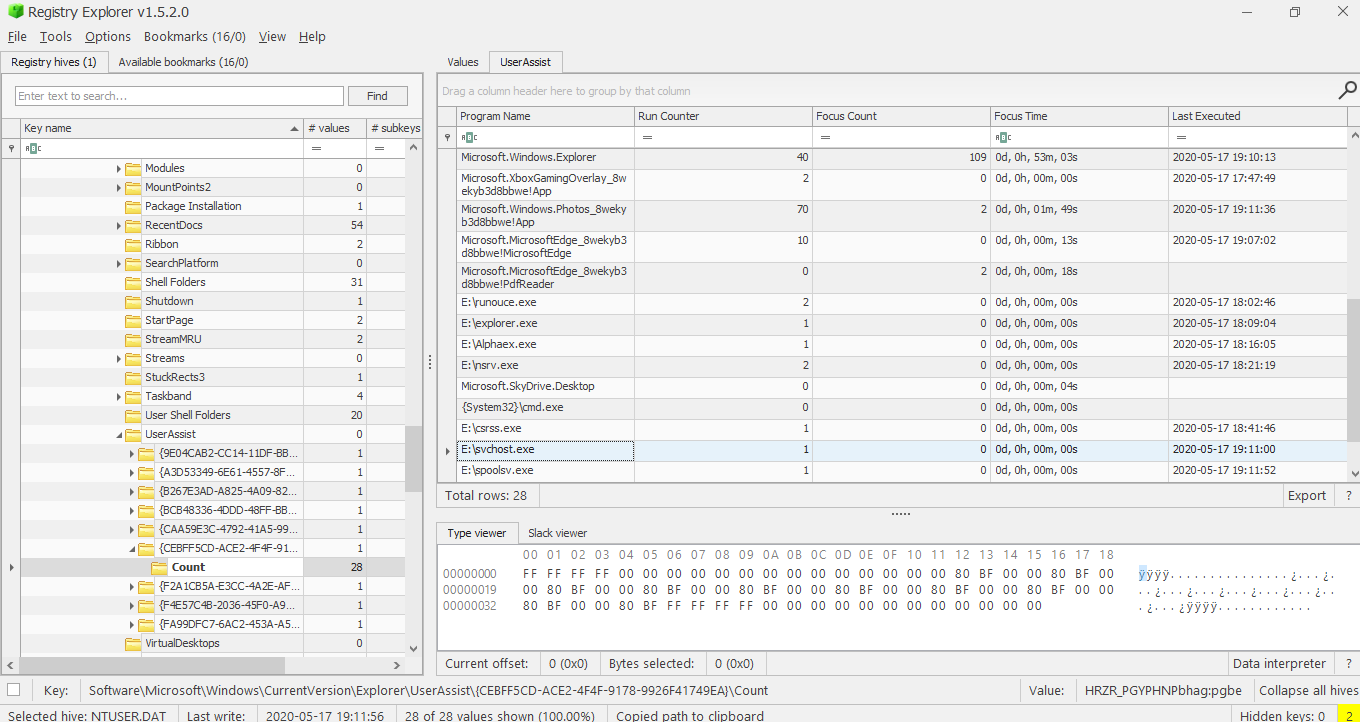 Registry Explorer v1.5.2.0
File Tools Options Bookmarks (16/0) View Help
Registry hives (1) Available bookmarks (16/0)
Enter text to search... Find
Key name # values # subkeys
Modules 0
MountPoints2 0
Package Installation 1
RecentDocs 54
Ribbon 2
SearchPlatform 0
Shell Folders 31
Shutdown 1
StartPage 2
StreamMRU 2
Streams 0
StuckRects3 1
Taskband 4
User Shell Folders 20
UserAssist 0
{9E04CAB2-CC14-11DF-BB... 1
{A3D53349-6E61-4557-8F... 1
{B267E3AD-A825-4A09-82... 1
{BCB48336-4DDD-48FF-BB... 1
{CAA59E3C-4792-41A5-99... 1
{CEBFF5CD-ACE2-4F4F-91... 1
Count 28
{F2A1CB5A-E3CC-4A2E-AF... 1
{F4E57C4B-2036-45F0-A9... 1
{FA99DFC7-6AC2-453A-A5... 1
VirtualDesktops 0
Values UserAssist
Drag a column header here to group by that column
Program Name Run Counter Focus Count Focus Time Last Executed
Microsoft.Windows.Explorer 40 109 0d, 0h, 53m, 03s 2020-05-17 19:10:13
Microsoft.XboxGamingOverlay_8w 2 0 0d, 0h, 00m, 00s 2020-05-17 17:47:49
ekyb3d8bbwe!App
Microsoft.Windows.Photos_8weky 70 2 0d, 0h, 01m, 49s 2020-05-17 19:11:36
b3d8bbwe!App
Microsoft.MicrosoftEdge_8wekyb3 10 0 0d, 0h, 00m, 13s 2020-05-17 19:07:02
d8bbwe!MicrosoftEdge
Microsoft.MicrosoftEdge_8wekyb3 0 2 0d, 0h, 00m, 18s
d8bbwe!PdfReader
E:\runouce.exe 2 0 0d, 0h, 00m, 00s 2020-05-17 18:02:46
E:\explorer.exe 1 0 0d, 0h, 00m, 00s 2020-05-17 18:09:04
E:\Alphaex.exe 1 0 0d, 0h, 00m, 00s 2020-05-17 18:16:05
E:\nsrv.exe 2 0 0d, 0h, 00m, 00s 2020-05-17 18:21:19
Microsoft.SkyDrive.Desktop 0 0 0d, 0h, 00m, 04s
{System32}\cmd.exe 0 0 0d, 0h, 00m, 00s
E:\csrss.exe 1 0 0d, 0h, 00m, 00s 2020-05-17 18:41:46
E:\svchost.exe 1 0 0d, 0h, 00m, 00s 2020-05-17 19:11:00
E:\spoolsv.exe 1 0 0d, 0h, 00m, 00s 2020-05-17 19:11:52
Total rows: 28 Export ?
Type viewer Slack viewer
00 01 02 03 04 05 06 07 08 09 0A 0B 0C 0D 0E 0F 10 11 12 13 14 15 16 17 18
00000000 FF FF FF FF 00 00 00 00 00 00 00 00 00 00 00 00 00 00 80 BF 00 00 80 BF 00 ÿÿÿÿ..............¿...¿.
00000019 00 80 BF 00 00 80 BF 00 00 80 BF 00 00 80 BF 00 00 80 BF 00 00 80 BF 00 00 ..¿...¿...¿...¿...¿...¿..
00000032 80 BF 00 00 80 BF FF FF FF FF 00 00 00 00 00 00 00 00 00 00 00 00 .¿...¿ÿÿÿÿ............
Current offset: 0 (0x0) Bytes selected: 0 (0x0) Data interpreter ?
Key: Software\Microsoft\Windows\CurrentVersion\Explorer\UserAssist\{CEBFF5CD-ACE2-4F4F-9178-9926F41749EA}\Count Value: HRZR_PGYPHNPbhag:pgbe Collapse all hives
Selected hive: NTUSER.DAT Last write: 2020-05-17 19:11:56 28 of 28 values shown (100.00%) Copied path to clipboard Hidden keys: 0 2